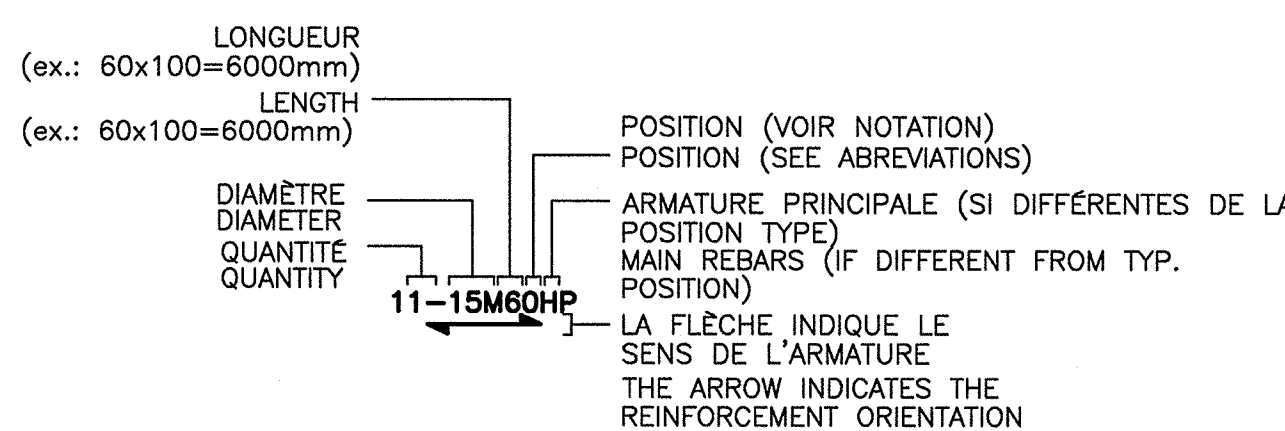 LONGUEUR
(ex.: 60x100=6000mm)
LENGTH
(ex.: 60x100=6000mm)
DIAMÈTRE
DIAMETER
QUANTITÉ
QUANTITY
11-15M60HP
POSITION (VOIR NOTATION)
POSITION (SEE ABREVIATIONS)
ARMATURE PRINCIPALE (SI DIFFÉRENTES DE LA
POSITION TYPE)
MAIN REBARS (IF DIFFERENT FROM TYP.
POSITION)
LA FLÈCHE INDIQUE LE
SENS DE L'ARMATURE
THE ARROW INDICATES THE
REINFORCEMENT ORIENTATION